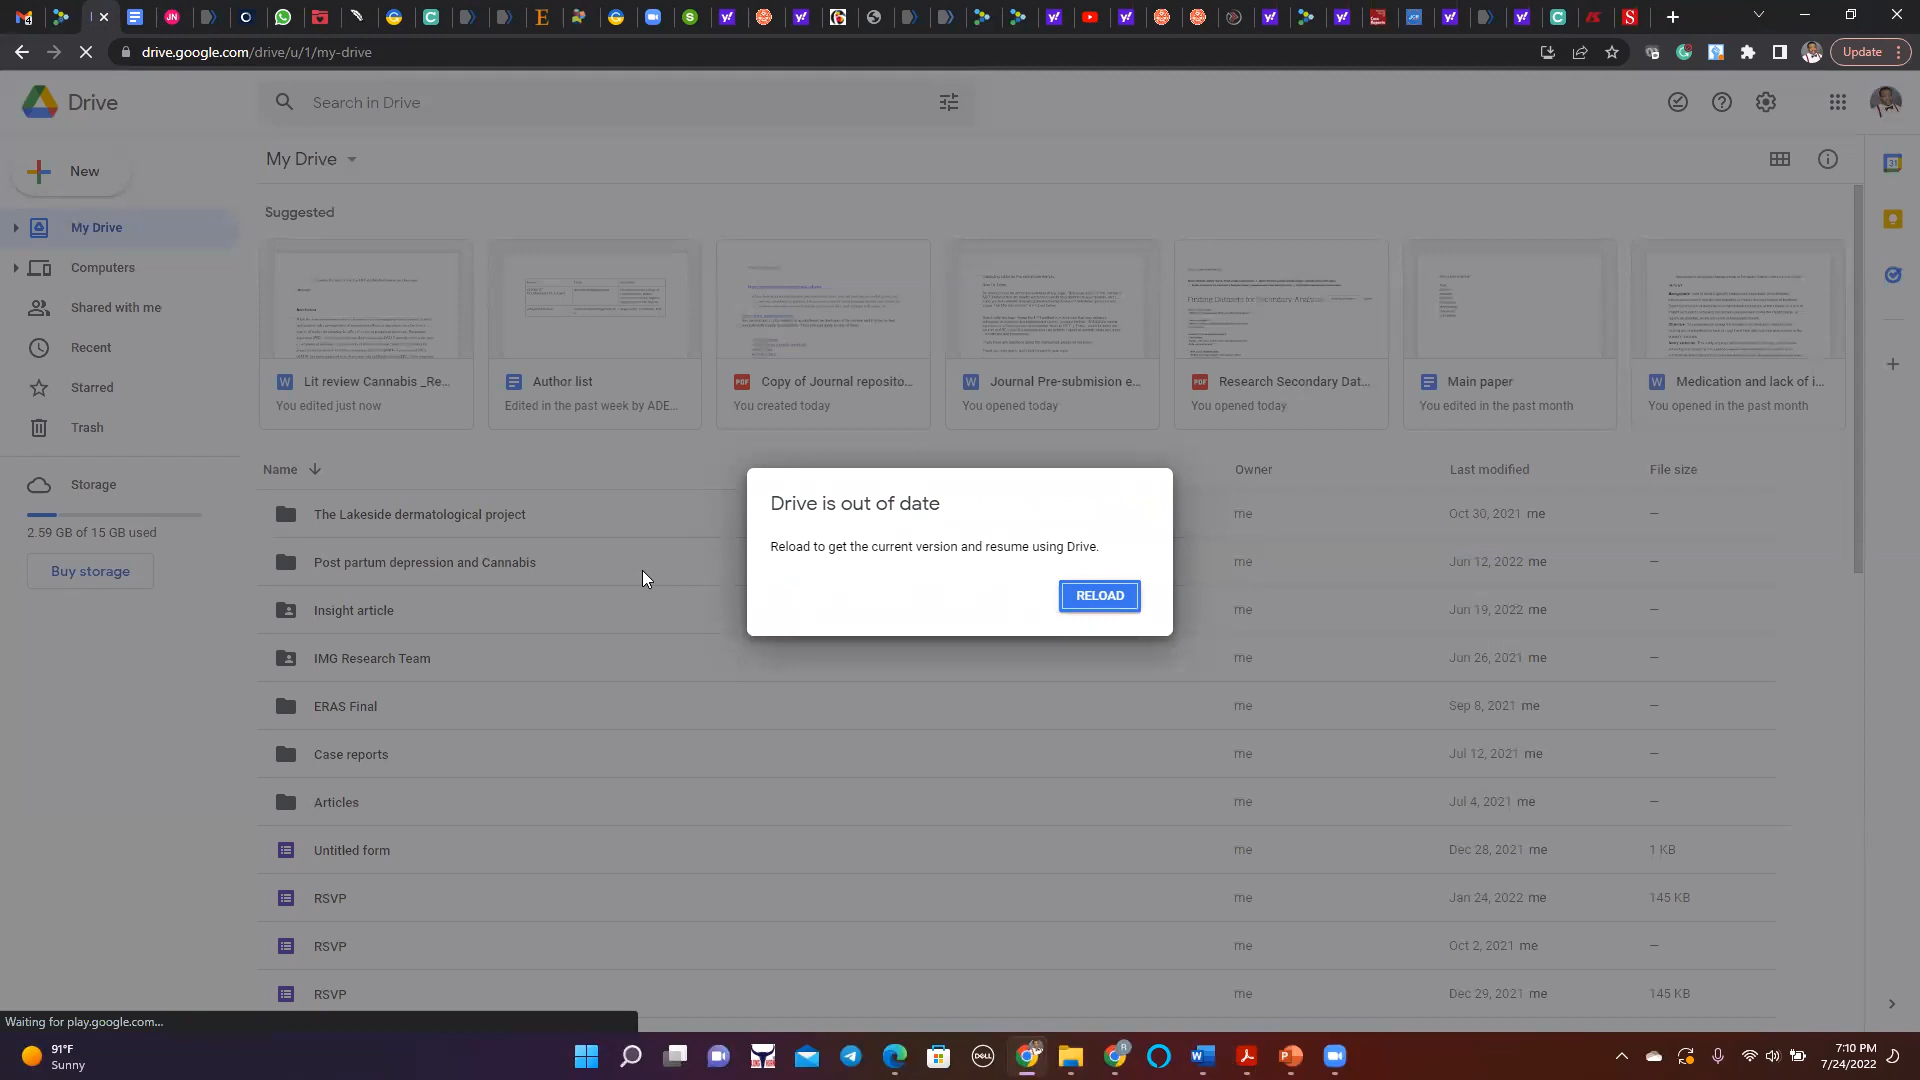 drive.google.com/drive/u/1/my-drive
Update
Drive
Search in Drive
New
My Drive
Computers
Shared with me
Recent
Starred
Trash
Storage
2.59 GB of 15 GB used
Buy storage
My Drive
Suggested
Finding Datasets for Secondary Analysis
Lit review Cannabis _Re...
You edited just now
Author list
Edited in the past week by ADE...
Copy of Journal reposito...
You created today
Journal Pre-submision e...
You opened today
Research Secondary Dat...
You opened today
Main paper
You edited in the past month
Medication and lack of i...
You opened in the past month
Name Owner Last modified File size
The Lakeside dermatological project me Oct 30, 2021 me –
Post partum depression and Cannabis me Jun 12, 2022 me –
Insight article me Jun 19, 2022 me –
IMG Research Team me Jun 26, 2021 me –
ERAS Final me Sep 8, 2021 me –
Case reports me Jul 12, 2021 me –
Articles me Jul 4, 2021 me –
Untitled form me Dec 28, 2021 me 1 KB
RSVP me Jan 24, 2022 me 145 KB
RSVP me Oct 2, 2021 me –
RSVP me Dec 29, 2021 me 145 KB
Drive is out of date
Reload to get the current version and resume using Drive.
RELOAD
Waiting for play.google.com...
91°F
Sunny
7:10 PM
7/24/2022